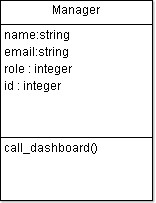 Manager
name:string
email:string
role : integer
id : integer
call_dashboard()